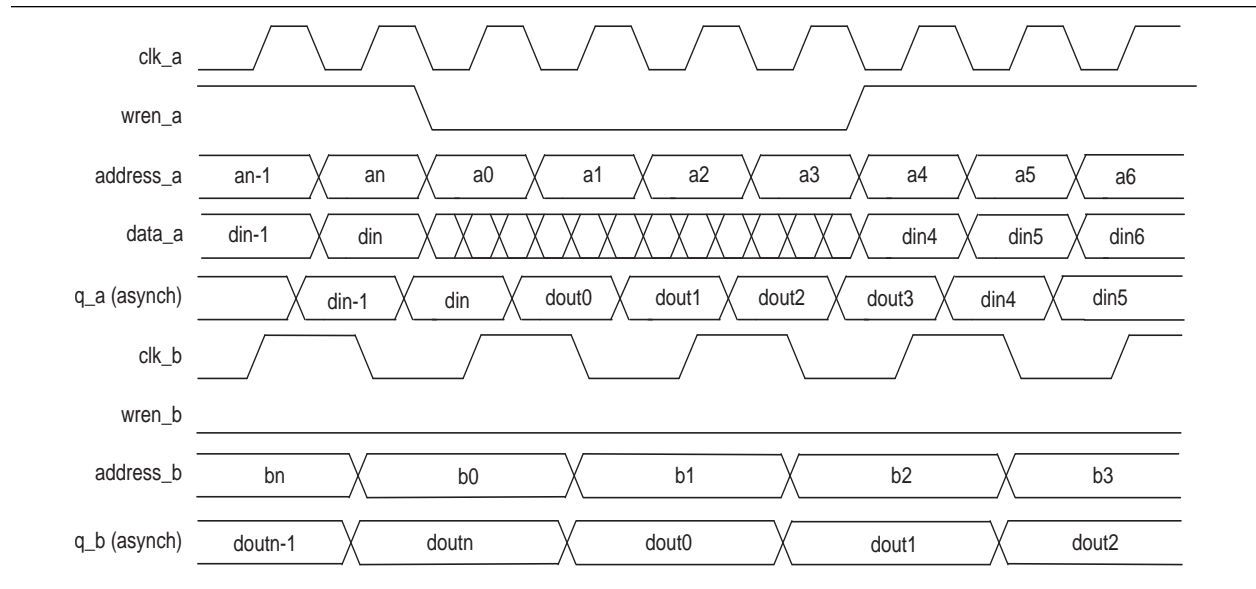 clk_a
wren_a
address_a an-1 an a0 a1 a2 a3 a4 a5 a6
data_a din-1 din din4 din5 din6
q_a (asynch) din-1 din dout0 dout1 dout2 dout3 din4 din5
clk_b
wren_b
address_b bn b0 b1 b2 b3
q_b (asynch) doutn-1 doutn dout0 dout1 dout2